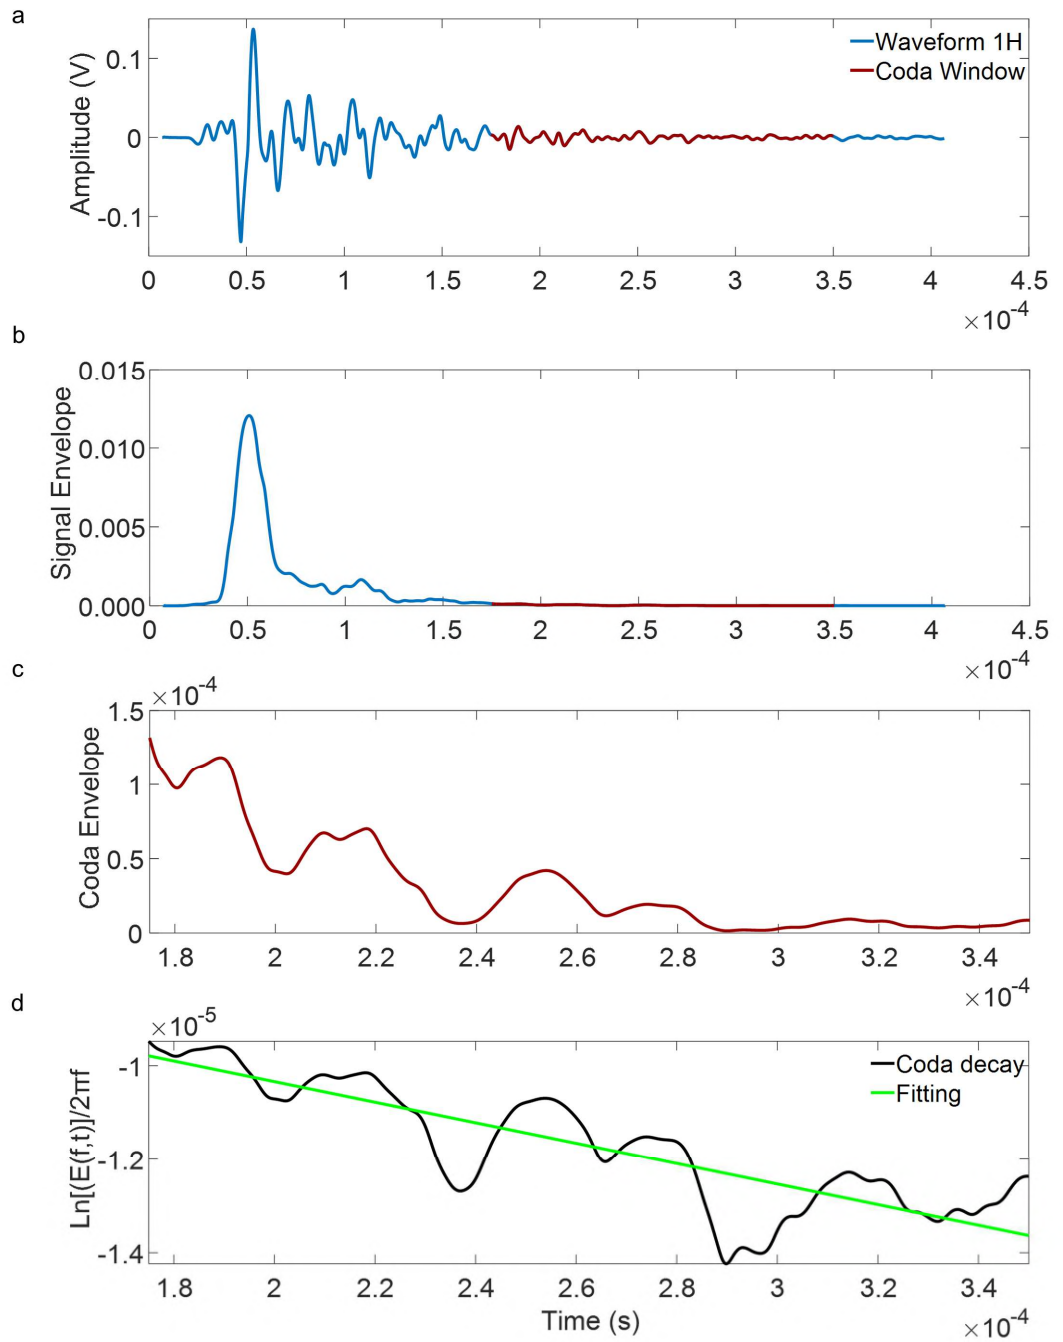 a
Amplitude (V)
0.1
0
-0.1
Waveform 1H
Coda Window
0 0.5 1 1.5 2 2.5 3 3.5 4 4.5
×10-4
b
Signal Envelope
0.015
0.010
0.005
0.000
0 0.5 1 1.5 2 2.5 3 3.5 4 4.5
×10-4
c
×10-4
Coda Envelope
1.5
1
0.5
0
1.8 2 2.2 2.4 2.6 2.8 3 3.2 3.4
×10-4
d
×10-5
Ln[(E(f,t)]/2πf
-1
-1.2
-1.4
Coda decay
Fitting
1.8 2 2.2 2.4 2.6 2.8 3 3.2 3.4
Time (s)
×10-4